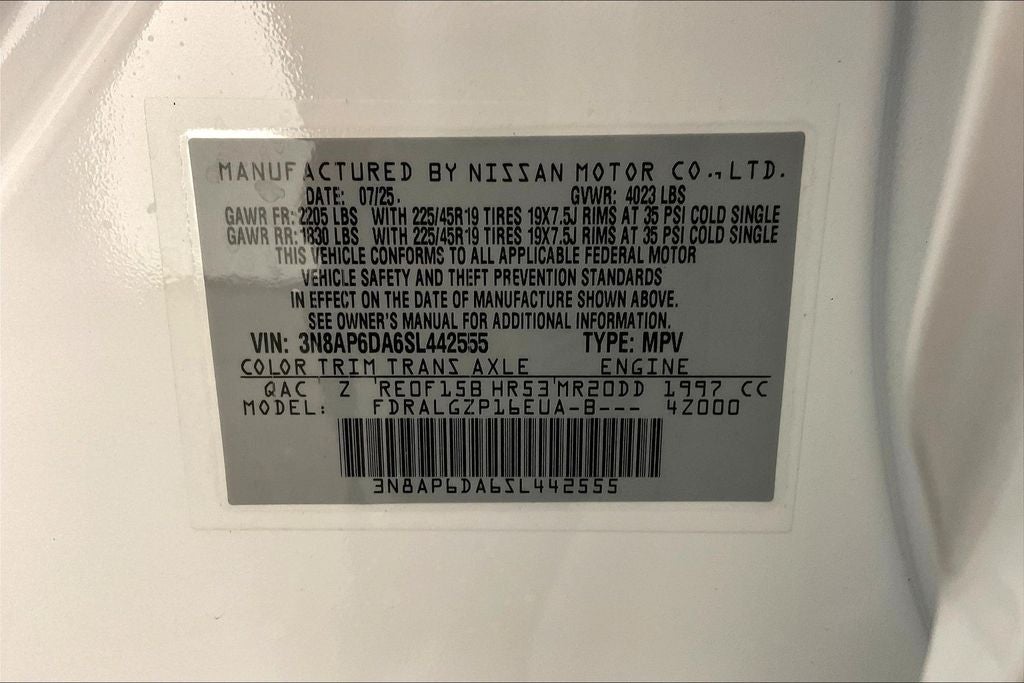 MANUFACTURED BY NISSAN MOTOR CO., LTD.
DATE: 07/25 GVWR: 4023 LBS
GAWR FR: 2205 LBS WITH 225/45R19 TIRES 19X7.5J RIMS AT 35 PSI COLD SINGLE
GAWR RR: 1830 LBS WITH 225/45R19 TIRES 19X7.5J RIMS AT 35 PSI COLD SINGLE
THIS VEHICLE CONFORMS TO ALL APPLICABLE FEDERAL MOTOR
VEHICLE SAFETY AND THEFT PREVENTION STANDARDS
IN EFFECT ON THE DATE OF MANUFACTURE SHOWN ABOVE.
SEE OWNER'S MANUAL FOR ADDITIONAL INFORMATION.
VIN: 3N8AP6DA6SL442555 TYPE: MPV
COLOR TRIM TRANS AXLE ENGINE
QAC Z RE0F15B HR53 MR20DD 1997 CC
MODEL: FDRALGZP16EUA-B--- 4Z000
3N8AP6DA6SL442555